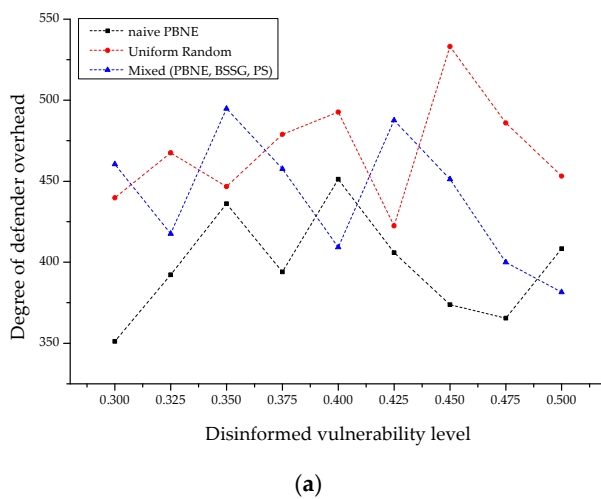 naive PBNE
Uniform Random
Mixed (PBNE, BSSG, PS)
Degree of defender overhead
550
500
450
400
350
0.300 0.325 0.350 0.375 0.400 0.425 0.450 0.475 0.500
Disinformed vulnerability level
(a)